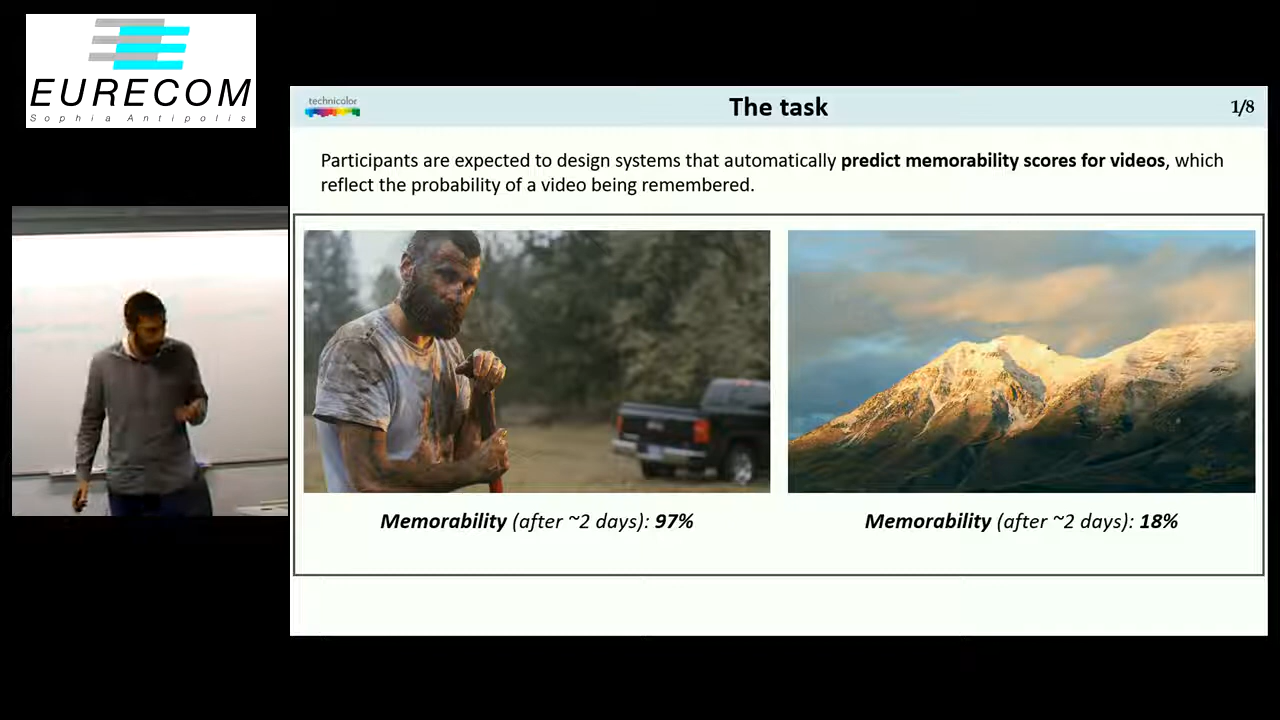 EURECOM
Sophia Antipolis
technicolor
The task
1/8
Participants are expected to design systems that automatically predict memorability scores for videos, which
reflect the probability of a video being remembered.
Memorability (after ~2 days): 97%
Memorability (after ~2 days): 18%